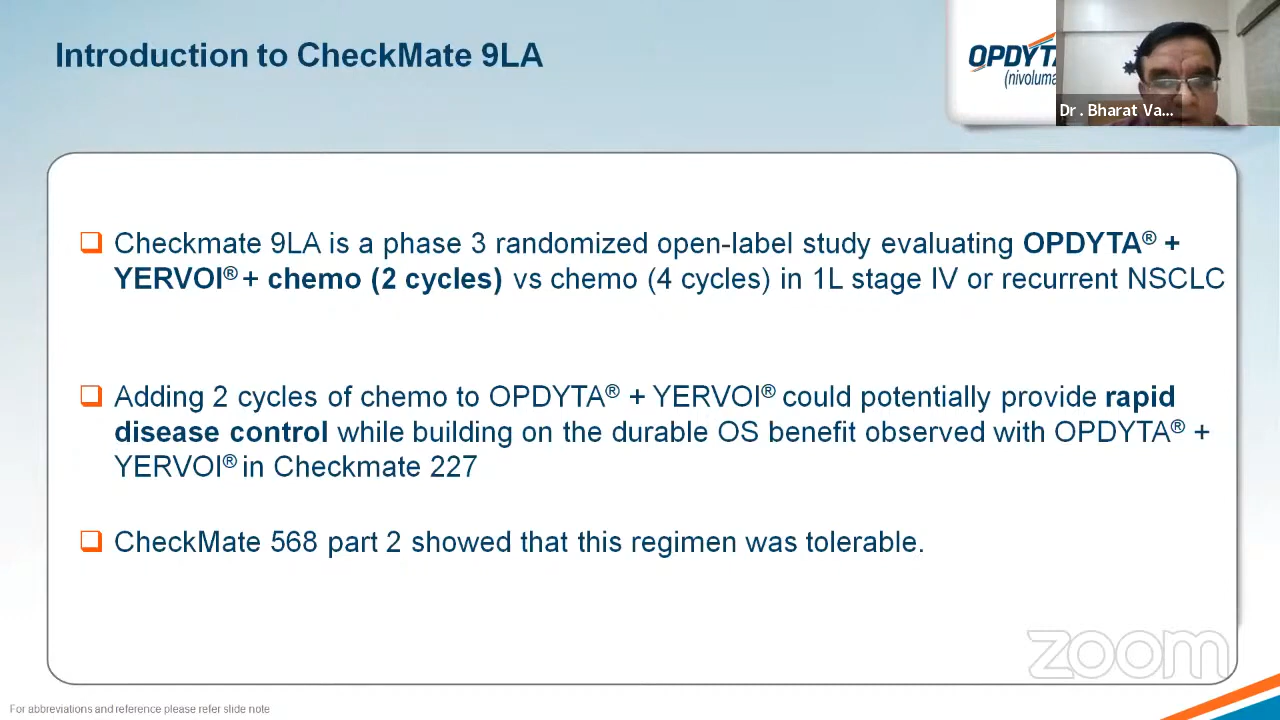 Introduction to CheckMate 9LA
OPDYTA
(nivoluma
Dr. Bharat Va...
❑ Checkmate 9LA is a phase 3 randomized open-label study evaluating OPDYTA® +
YERVOI® + chemo (2 cycles) vs chemo (4 cycles) in 1L stage IV or recurrent NSCLC
❑ Adding 2 cycles of chemo to OPDYTA® + YERVOI® could potentially provide rapid
disease control while building on the durable OS benefit observed with OPDYTA® +
YERVOI® in Checkmate 227
❑ CheckMate 568 part 2 showed that this regimen was tolerable.
zoom
For abbreviations and reference please refer slide note